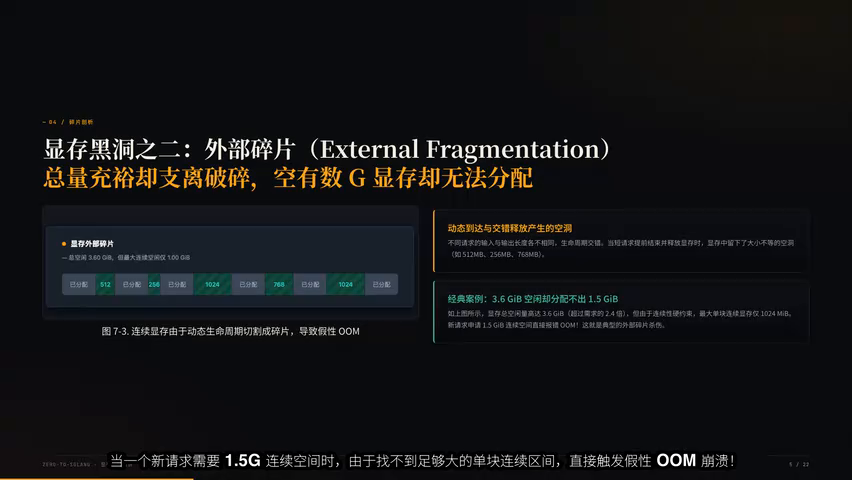 — 04 / 碎片剖析
显存黑洞之二：外部碎片（External Fragmentation）
总量充裕却支离破碎，空有数 G 显存却无法分配
显存外部碎片
— 总空闲 3.60 GiB，但最大连续空闲仅 1.00 GiB
已分配 512 已分配 256 已分配 1024 已分配 768 已分配 1024 已分配
图 7-3. 连续显存由于动态生命周期切割成碎片，导致假性 OOM
动态到达与交错释放产生的空洞
不同请求的输入与输出长度各不相同，生命周期交错。当短请求提前结束并释放显存时，显存中留下了大小不等的空洞
（如 512MB、256MB、768MB）。
经典案例：3.6 GiB 空闲却分配不出 1.5 GiB
如上图所示，显存总空闲量高达 3.6 GiB（超过需求的 2.4 倍），但由于连续性硬约束，最大单块连续显存仅 1024 MiB。
新请求申请 1.5 GiB 连续空间直接报错 OOM！这就是典型的外部碎片杀伤。
当一个新请求需要 1.5G 连续空间时，由于找不到足够大的单块连续区间，直接触发假性 OOM 崩溃！
5 / 22